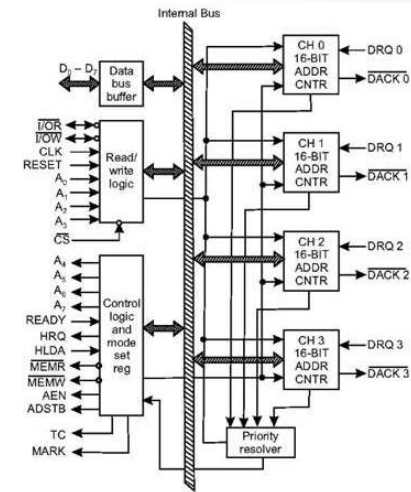 Internal Bus
D₀ – D₇
Data
bus
buffer
I/OR
I/OW
CLK
RESET
A₀
A₁
A₂
A₃
CS
Read/
write
logic
A₄
A₅
A₆
A₇
READY
HRQ
HLDA
MEMR
MEMW
AEN
ADSTB
TC
MARK
Control
logic
and
mode
set
reg
CH 0
16-BIT
ADDR
CNTR
DRQ 0
DACK 0
CH 1
16-BIT
ADDR
CNTR
DRQ 1
DACK 1
CH 2
16-BIT
ADDR
CNTR
DRQ 2
DACK 2
CH 3
16-BIT
ADDR
CNTR
DRQ 3
DACK 3
Priority
resolver